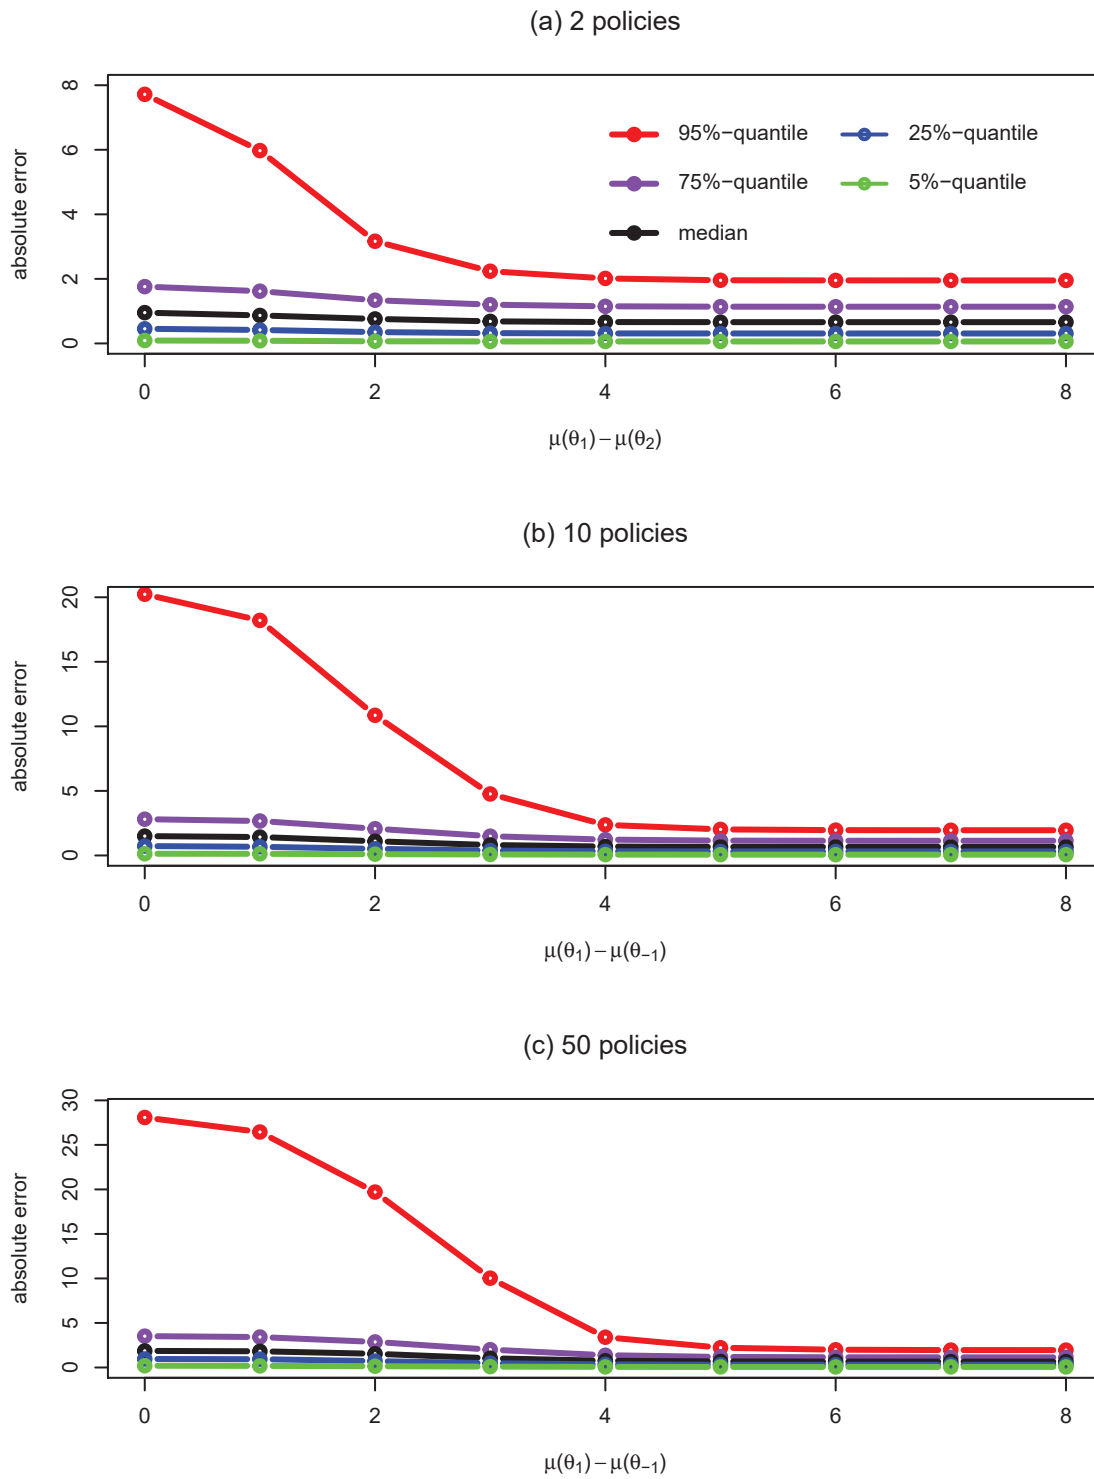 (a) 2 policies
absolute error
8
6
4
2
0
95%−quantile
75%−quantile
median
25%−quantile
5%−quantile
0 2 4 6 8
μ(θ₁) − μ(θ₂)
(b) 10 policies
absolute error
20
15
10
5
0
0 2 4 6 8
μ(θ₁) − μ(θ₋₁)
(c) 50 policies
absolute error
30
25
20
15
10
5
0
0 2 4 6 8
μ(θ₁) − μ(θ₋₁)